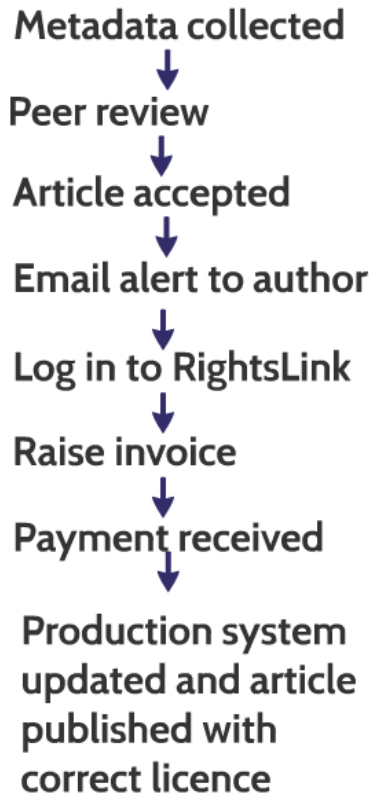 Metadata collected
Peer review
Article accepted
Email alert to author
Log in to RightsLink
Raise invoice
Payment received
Production system
updated and article
published with
correct licence